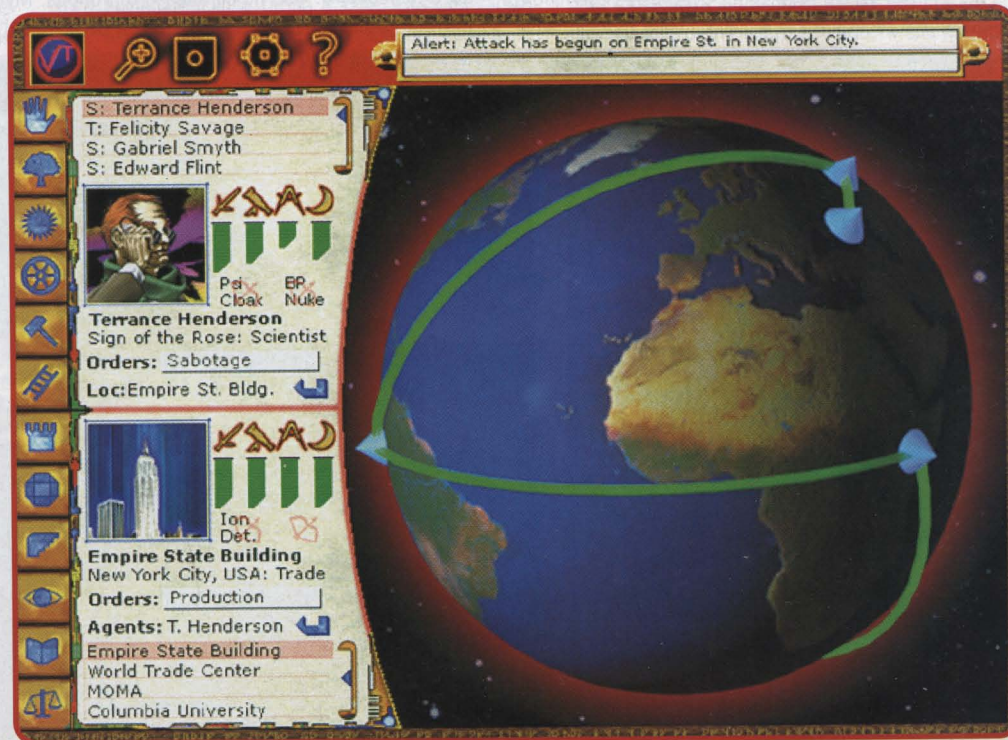 VT
?
Alert: Attack has begun on Empire St. in New York City.
S: Terrance Henderson
T: Felicity Savage
S: Gabriel Smyth
S: Edward Flint
Psi BP
Cloak Nuke
Terrance Henderson
Sign of the Rose: Scientist
Orders: Sabotage
Loc:Empire St. Bldg.
Ion
Det.
Empire State Building
New York City, USA: Trade
Orders: Production
Agents: T. Henderson
Empire State Building
World Trade Center
MOMA
Columbia University